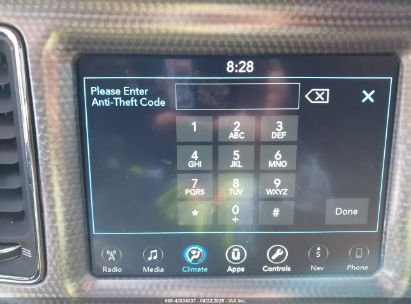 8:28
Please Enter
Anti-Theft Code
1 2 3
ABC DEF
4 5 6
GHI JKL MNO
7 8 9
PQRS TUV WXYZ
* 0 #
+
Done
Radio Media Climate Apps Controls Nav Phone